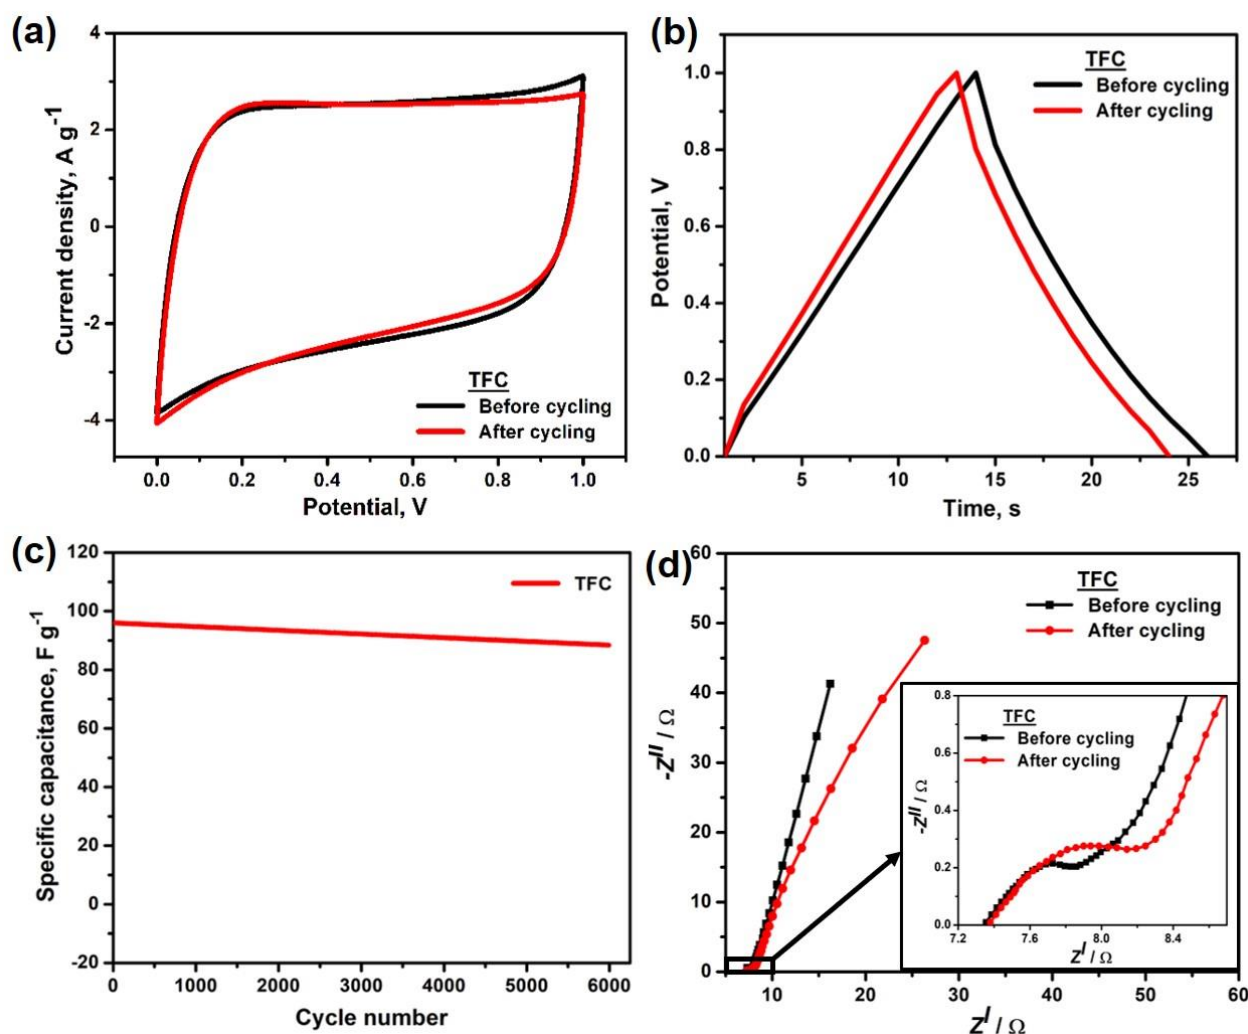 (a)
4
2
0
-2
-4
Current density, A g-1
0.0 0.2 0.4 0.6 0.8 1.0
Potential, V
TFC
Before cycling
After cycling
(b)
1.0
0.8
0.6
0.4
0.2
0.0
Potential, V
5 10 15 20 25
Time, s
TFC
Before cycling
After cycling
(c)
120
100
80
60
40
20
0
-20
Specific capacitance, F g-1
0 1000 2000 3000 4000 5000 6000
Cycle number
TFC
(d)
60
50
40
30
20
10
0
-Z^II / Ω
10 20 30 40 50 60
Z^I / Ω
TFC
Before cycling
After cycling
0.8
0.6
0.4
0.2
0.0
-Z^II / Ω
7.2 7.6 8.0 8.4
Z^I / Ω
TFC
Before cycling
After cycling